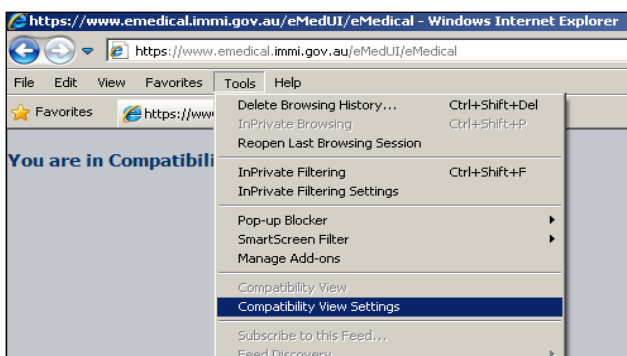 https://www.emedical.immi.gov.au/eMedUI/eMedical - Windows Internet Explorer
https://www.emedical.immi.gov.au/eMedUI/eMedical
File Edit View Favorites Tools Help
Favorites https://www
Delete Browsing History... Ctrl+Shift+Del
InPrivate Browsing Ctrl+Shift+P
Reopen Last Browsing Session
You are in Compatibili
InPrivate Filtering Ctrl+Shift+F
InPrivate Filtering Settings
Pop-up Blocker
SmartScreen Filter
Manage Add-ons
Compatibility View
Compatibility View Settings
Subscribe to this Feed...
Feed Discovery